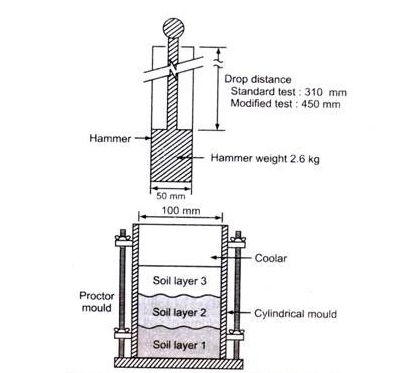 Drop distance
Standard test : 310 mm
Modified test : 450 mm
Hammer
Hammer weight 2.6 kg
50 mm
100 mm
Coolar
Soil layer 3
Proctor
mould
Soil layer 2
Cylindrical mould
Soil layer 1